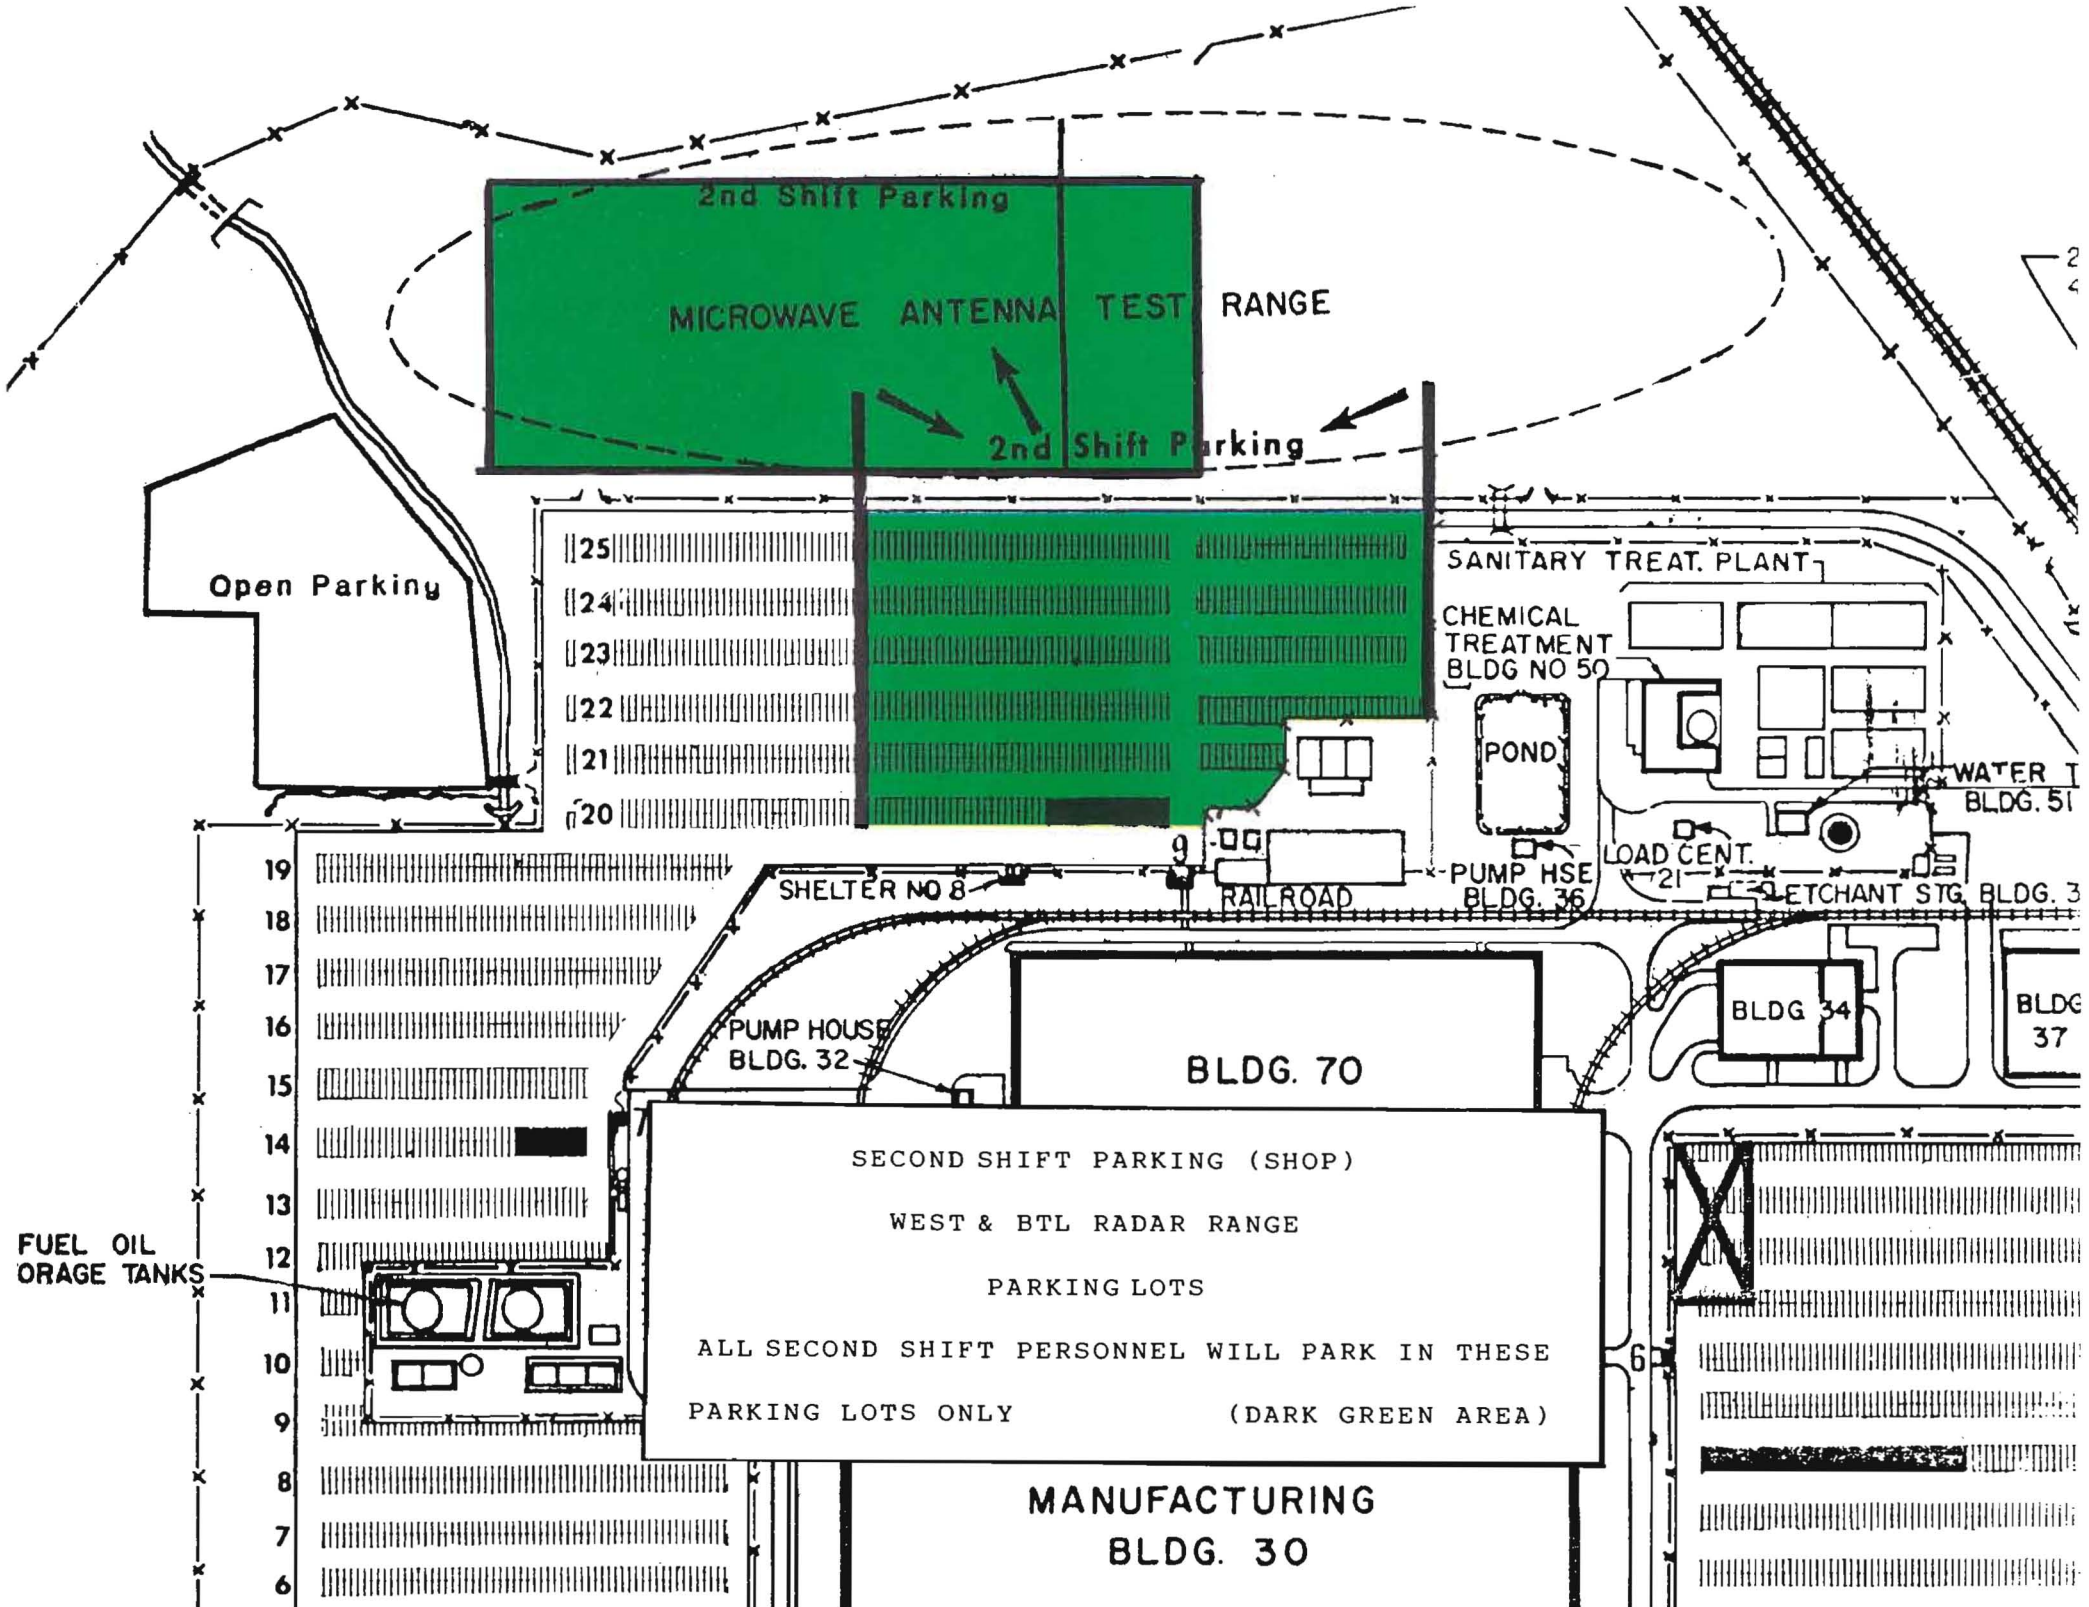 2nd Shift Parking
MICROWAVE ANTENNA TEST RANGE
2nd Shift Parking
Open Parking
25
24
23
22
21
20
19
18
17
16
15
14
13
12
11
10
9
8
7
6
SANITARY TREAT. PLANT
CHEMICAL
TREATMENT
BLDG NO 50
POND
WATER T
BLDG. 51
9
SHELTER NO 8
RAILROAD
PUMP HSE
BLDG. 36
LOAD CENT.
21
ETCHANT STG. BLDG. 3
PUMP HOUSE
BLDG. 32
BLDG. 70
BLDG 34
BLDG
37
FUEL OIL
ORAGE TANKS
SECOND SHIFT PARKING (SHOP)
WEST & BTL RADAR RANGE
PARKING LOTS
ALL SECOND SHIFT PERSONNEL WILL PARK IN THESE
PARKING LOTS ONLY (DARK GREEN AREA)
6
MANUFACTURING
BLDG. 30